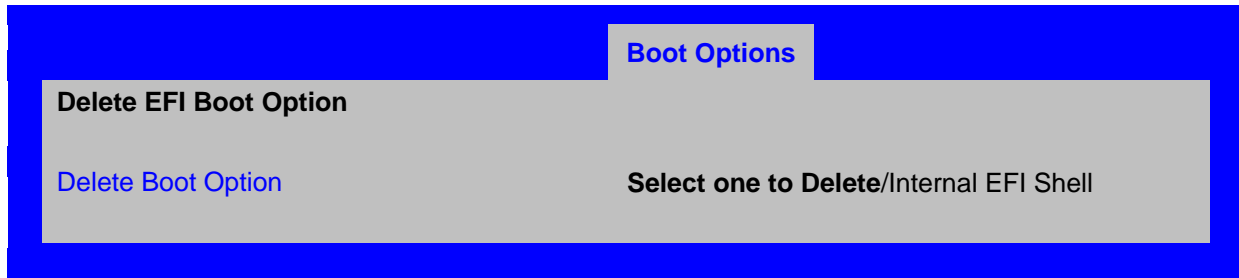 Boot Options
Delete EFI Boot Option
Delete Boot Option Select one to Delete/Internal EFI Shell